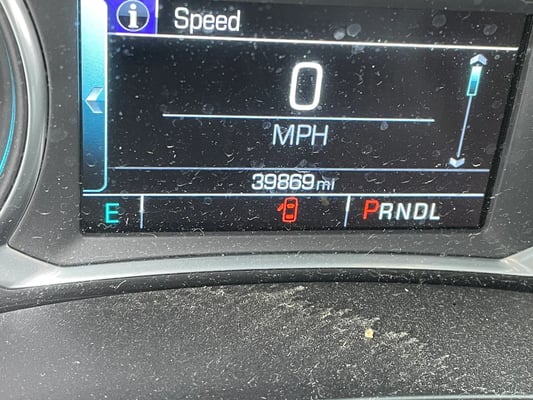 i Speed
0
MPH
39869 mi
E PRNDL